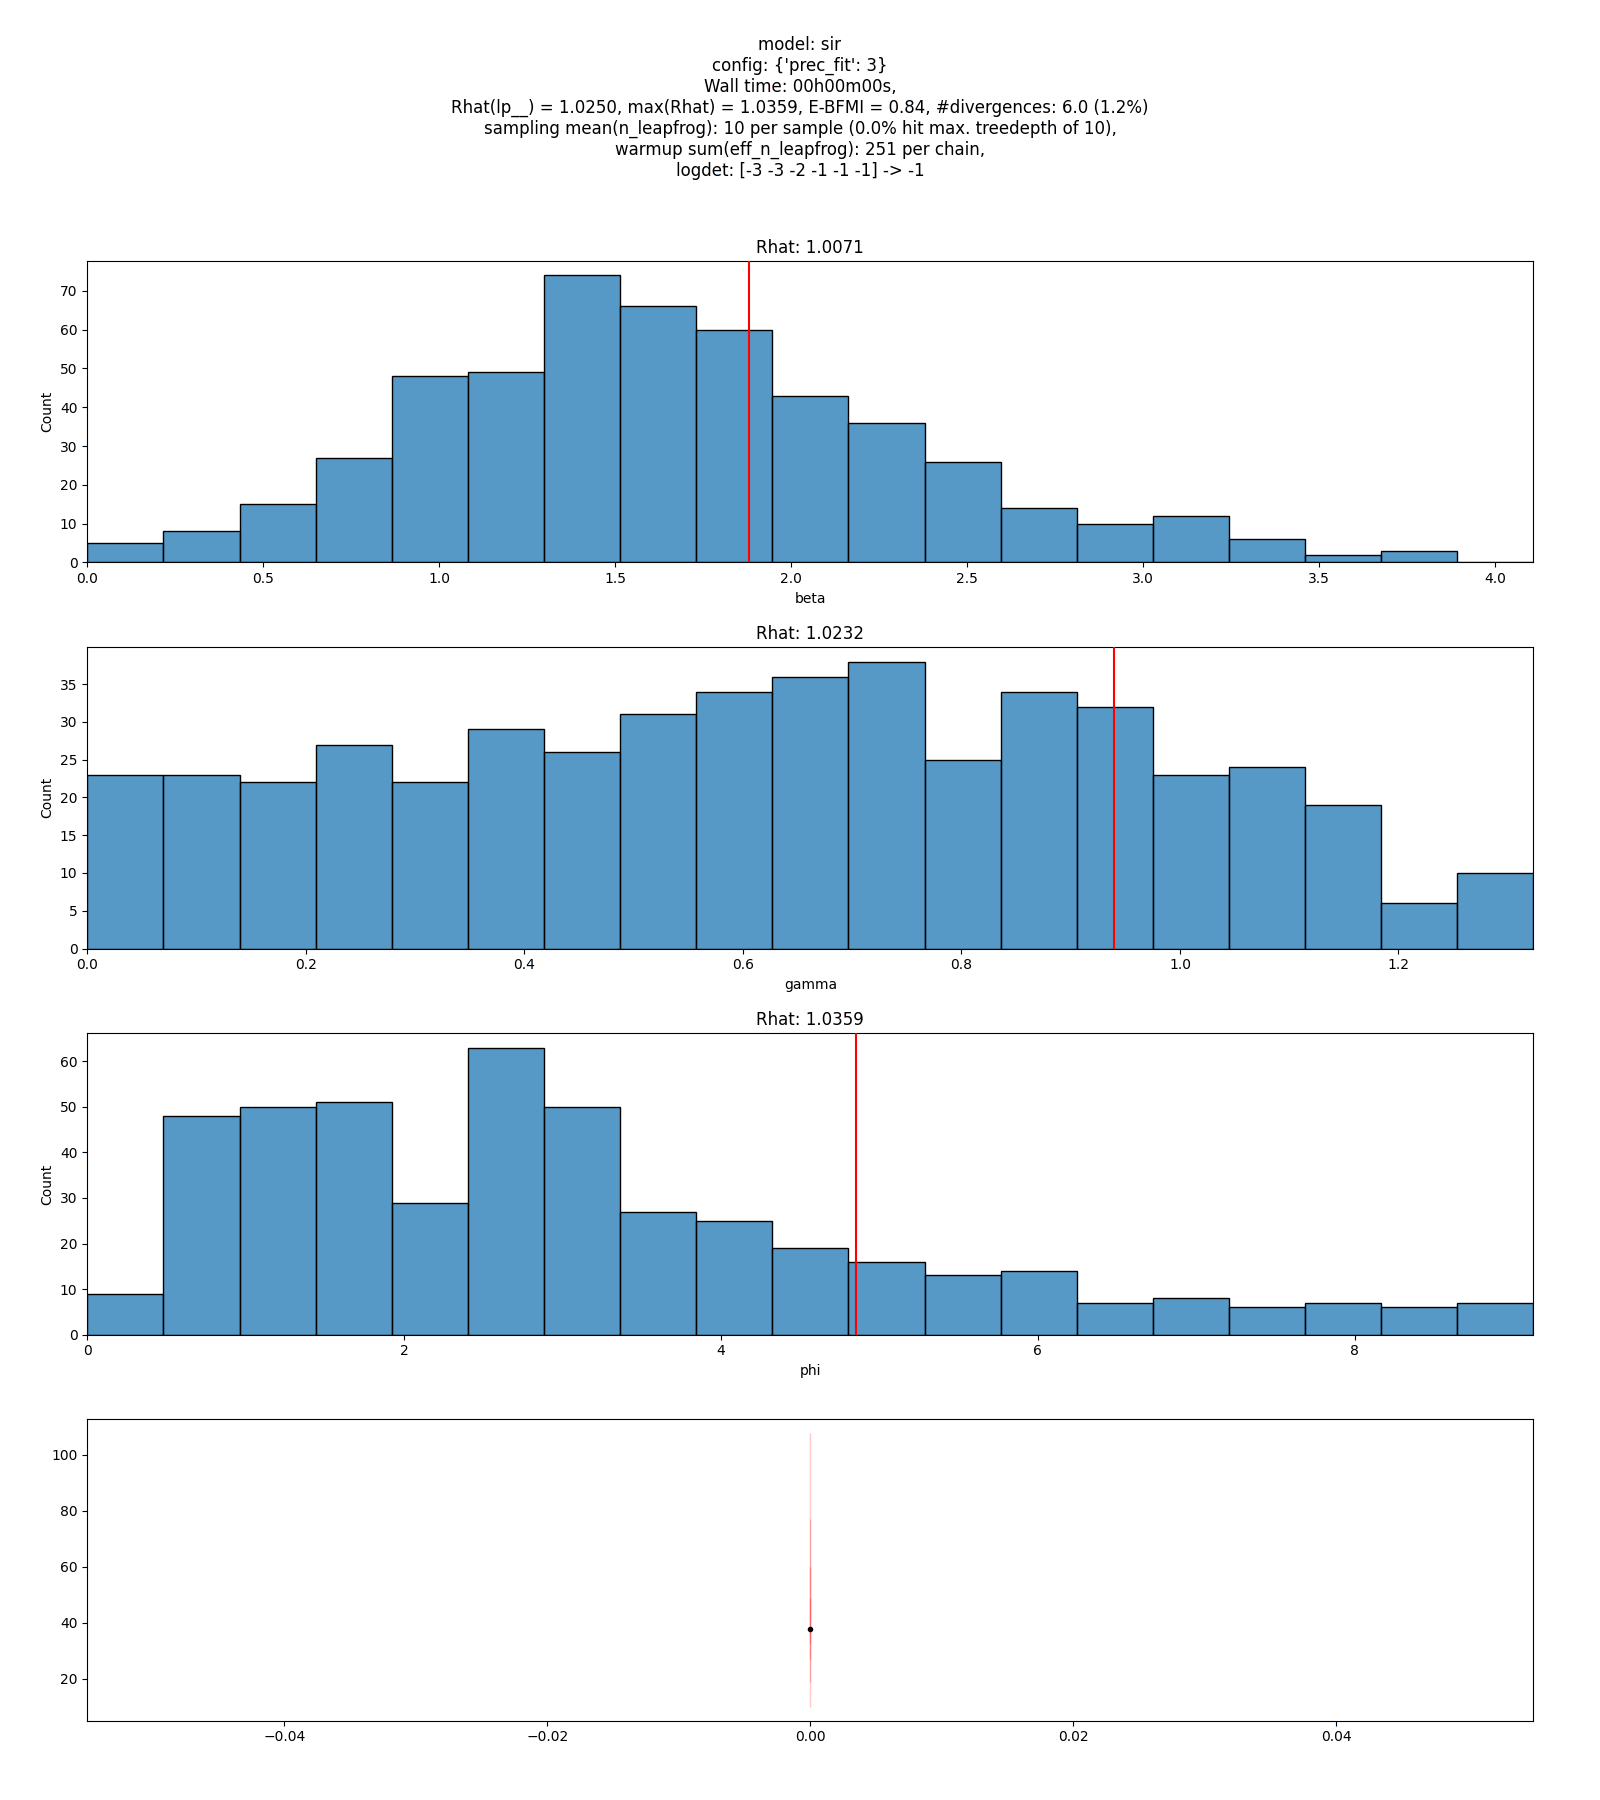 model: sir
config: {'prec_fit': 3}
Wall time: 00h00m00s,
Rhat(lp__) = 1.0250, max(Rhat) = 1.0359, E-BFMI = 0.84, #divergences: 6.0 (1.2%)
sampling mean(n_leapfrog): 10 per sample (0.0% hit max. treedepth of 10),
warmup sum(eff_n_leapfrog): 251 per chain,
logdet: [-3 -3 -2 -1 -1 -1] -> -1
Rhat: 1.0071
70
60
50
40
30
20
10
0
Count
0.0 0.5 1.0 1.5 2.0 2.5 3.0 3.5 4.0
beta
Rhat: 1.0232
35
30
25
20
15
10
5
0
Count
0.0 0.2 0.4 0.6 0.8 1.0 1.2
gamma
Rhat: 1.0359
60
50
40
30
20
10
0
Count
0 2 4 6 8
phi
100
80
60
40
20
−0.04 −0.02 0.00 0.02 0.04